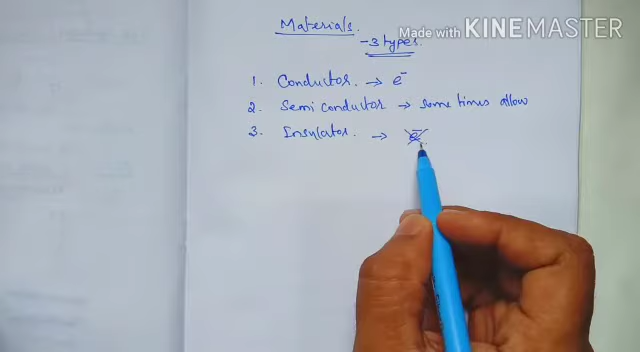 Materials.
Made with KINEMASTER
- 3 types.
1. Conductor. → e⁻
2. Semi conductor → some times allow
3. Insulator. → e⁻